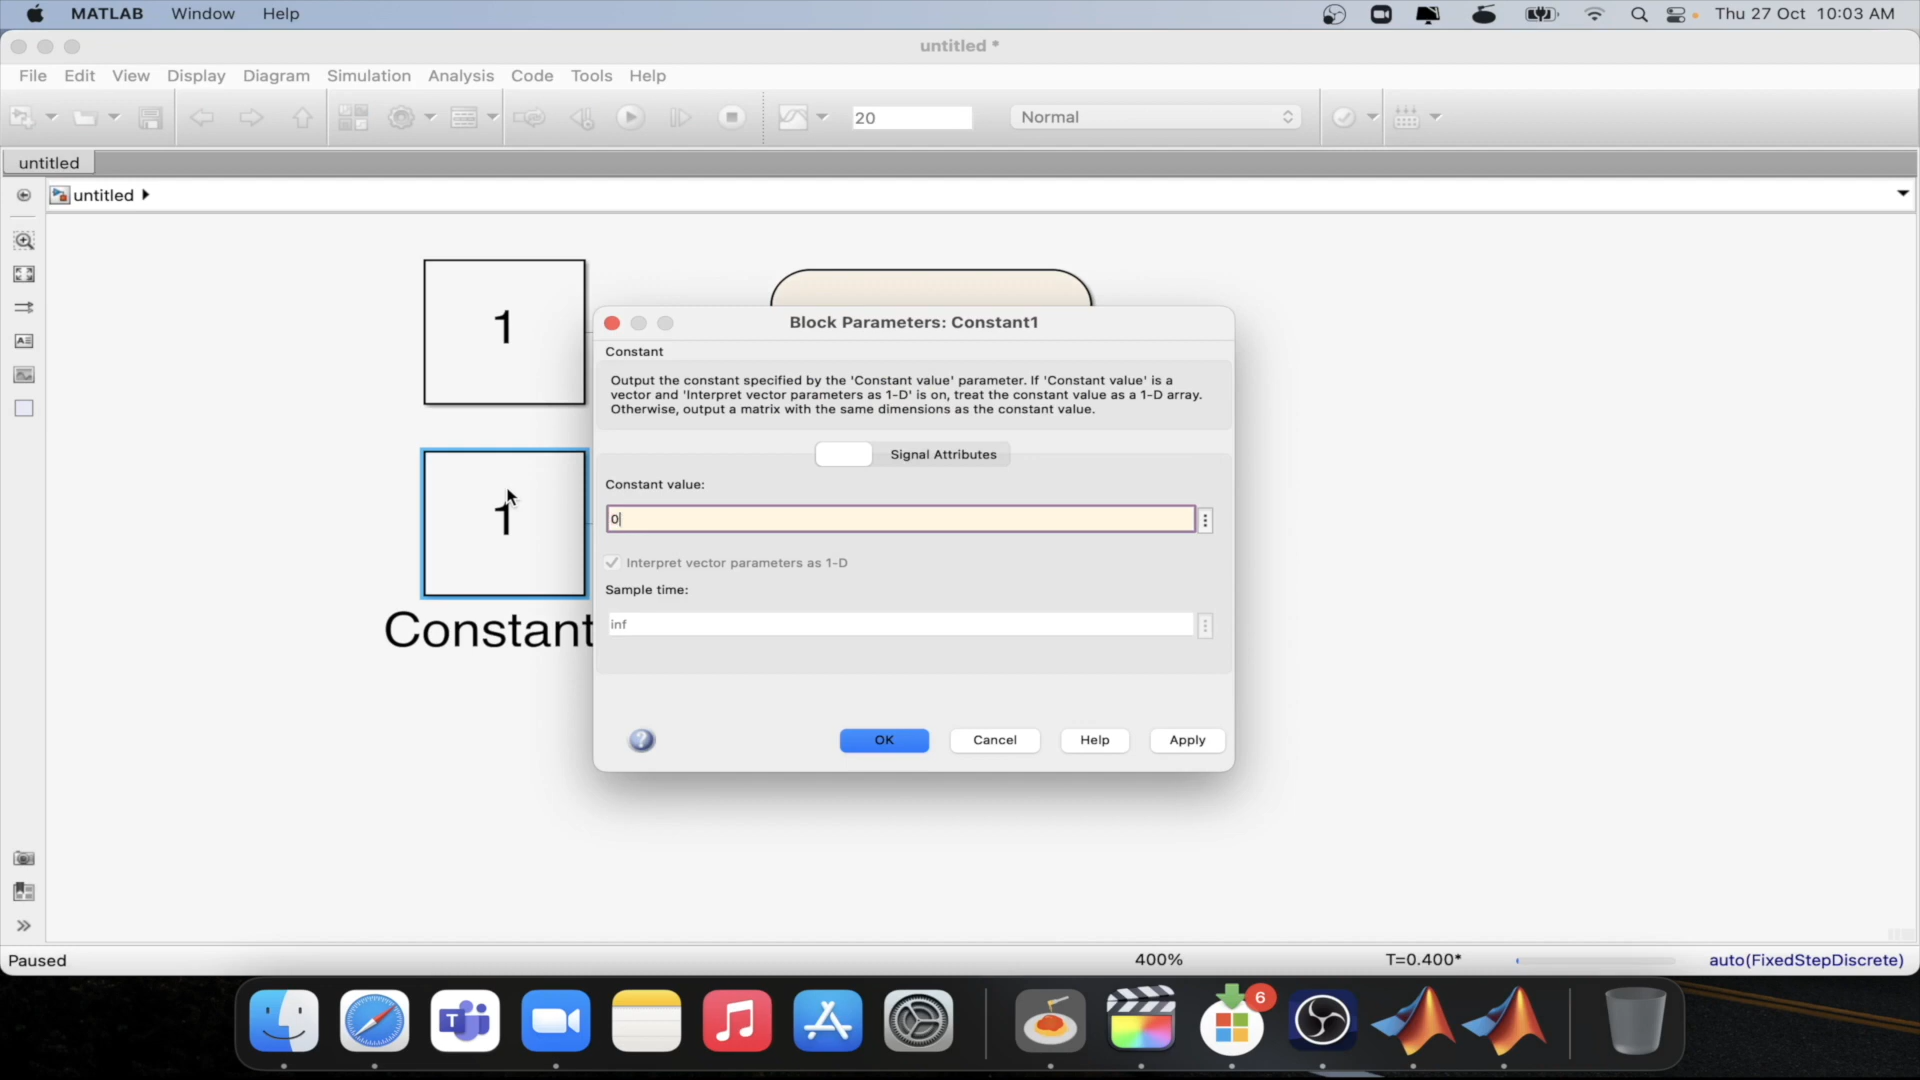 MATLAB Window Help
Thu 27 Oct 10:03 AM
untitled *
File Edit View Display Diagram Simulation Analysis Code Tools Help
20
Normal
untitled
untitled
1
Block Parameters: Constant1
Constant
Output the constant specified by the 'Constant value' parameter. If 'Constant value' is a
vector and 'Interpret vector parameters as 1-D' is on, treat the constant value as a 1-D array.
Otherwise, output a matrix with the same dimensions as the constant value.
Signal Attributes
Constant value:
1
0
Interpret vector parameters as 1-D
Sample time:
inf
Constant
OK Cancel Help Apply
Paused
400%
T=0.400*
auto(FixedStepDiscrete)
6